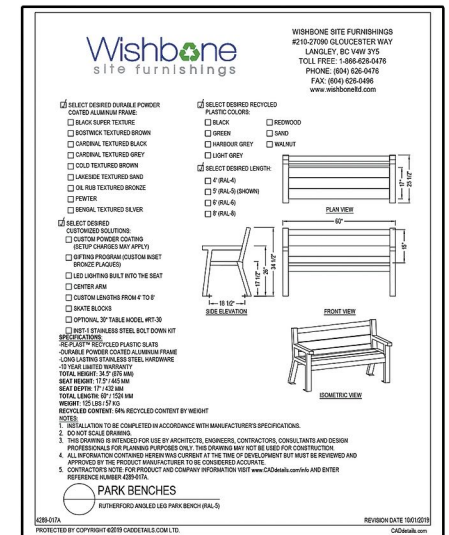 Wishbone
site furnishings
WISHBONE SITE FURNISHINGS
#210-27090 GLOUCESTER WAY
LANGLEY, BC V4W 3Y5
TOLL FREE: 1-866-626-0476
PHONE: (604) 626-0476
FAX: (604) 626-0496
www.wishboneltd.com
SELECT DESIRED DURABLE POWDER
COATED ALUMINUM FRAME:
BLACK SUPER TEXTURE
BOSTWICK TEXTURED BROWN
CARDINAL TEXTURED BLACK
CARDINAL TEXTURED GREY
COLD TEXTURED BROWN
LAKESIDE TEXTURED SAND
OIL RUB TEXTURED BRONZE
PEWTER
BENGAL TEXTURED SILVER
SELECT DESIRED
CUSTOMIZED SOLUTIONS:
CUSTOM POWDER COATING
(SETUP CHARGES MAY APPLY)
GIFTING PROGRAM (CUSTOM INSET
BRONZE PLAQUES)
LED LIGHTING BUILT INTO THE SEAT
CENTER ARM
CUSTOM LENGTHS FROM 4' TO 8'
SKATE BLOCKS
OPTIONAL 30" TABLE MODEL #RT-30
INST-1 STAINLESS STEEL BOLT DOWN KIT
SELECT DESIRED RECYCLED
PLASTIC COLORS:
BLACK
REDWOOD
GREEN
SAND
HARBOUR GREY
WALNUT
LIGHT GREY
SELECT DESIRED LENGTH:
4' (RAL-4)
5' (RAL-5) (SHOWN)
6' (RAL-6)
8' (RAL-8)
17"
25 1/2"
PLAN VIEW
60"
15"
17 1/2"
26"
34 1/2"
18 1/2"
SIDE ELEVATION
FRONT VIEW
ISOMETRIC VIEW
SPECIFICATIONS:
-RE-PLAST™ RECYCLED PLASTIC SLATS
-DURABLE POWDER COATED ALUMINUM FRAME
-LONG LASTING STAINLESS STEEL HARDWARE
-10 YEAR LIMITED WARRANTY
TOTAL HEIGHT: 34.5" (876 MM)
SEAT HEIGHT: 17.5" / 445 MM
SEAT DEPTH: 17" / 432 MM
TOTAL LENGTH: 60" / 1524 MM
WEIGHT: 125 LBS / 57 KG
RECYCLED CONTENT: 64% RECYCLED CONTENT BY WEIGHT
NOTES:
1. INSTALLATION TO BE COMPLETED IN ACCORDANCE WITH MANUFACTURER'S SPECIFICATIONS.
2. DO NOT SCALE DRAWING.
3. THIS DRAWING IS INTENDED FOR USE BY ARCHITECTS, ENGINEERS, CONTRACTORS, CONSULTANTS AND DESIGN
PROFESSIONALS FOR PLANNING PURPOSES ONLY. THIS DRAWING MAY NOT BE USED FOR CONSTRUCTION.
4. ALL INFORMATION CONTAINED HEREIN WAS CURRENT AT THE TIME OF DEVELOPMENT BUT MUST BE REVIEWED AND
APPROVED BY THE PRODUCT MANUFACTURER TO BE CONSIDERED ACCURATE.
5. CONTRACTOR'S NOTE: FOR PRODUCT AND COMPANY INFORMATION VISIT www.CADdetails.com/info AND ENTER
REFERENCE NUMBER 4289-017A.
PARK BENCHES
RUTHERFORD ANGLED LEG PARK BENCH (RAL-5)
4289-017A
REVISION DATE 10/01/2019
PROTECTED BY COPYRIGHT ©2019 CADDETAILS.COM LTD.
CADdetails.com